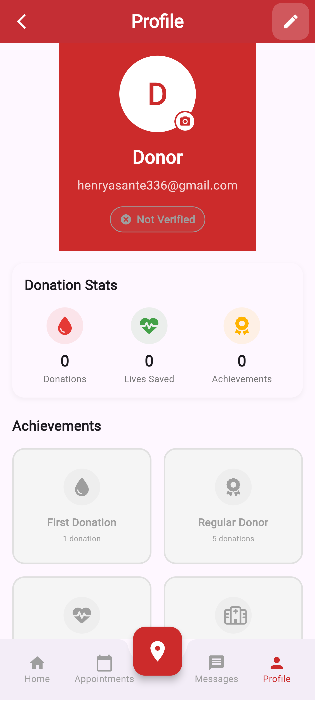 Profile
D
Donor
henryasante336@gmail.com
Not Verified
Donation Stats
0
0
0
Donations
Lives Saved
Achievements
Achievements
First Donation
Regular Donor
1 donation
5 donations
Home
Appointments
Messages
Profile